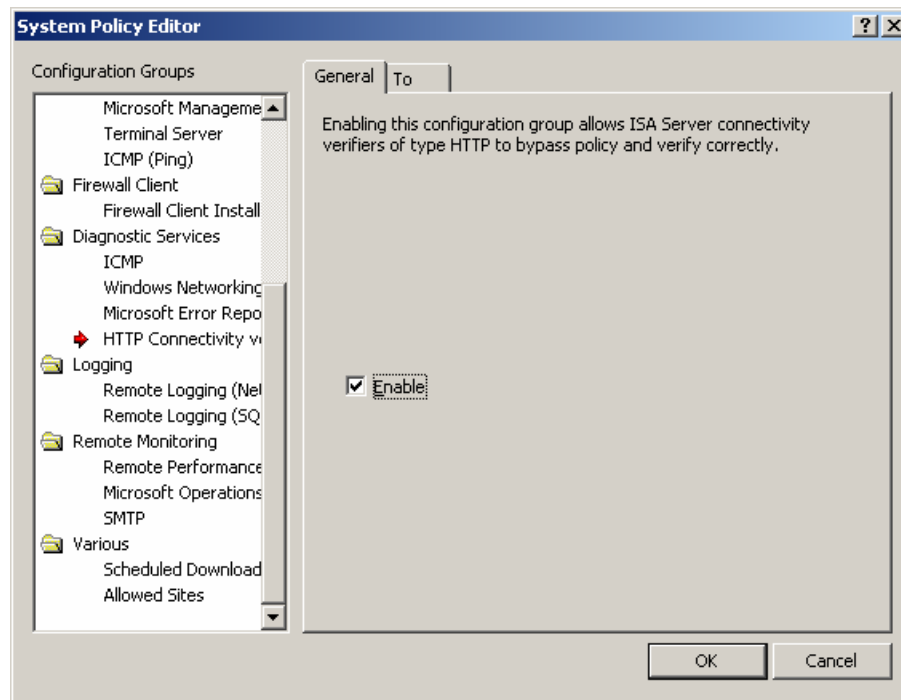 System Policy Editor
Configuration Groups
General
To
Microsoft Manageme
Terminal Server
ICMP (Ping)
Firewall Client
Firewall Client Install
Diagnostic Services
ICMP
Windows Networking
Microsoft Error Repo
HTTP Connectivity ve
Logging
Remote Logging (Net
Remote Logging (SQ
Remote Monitoring
Remote Performance
Microsoft Operations
SMTP
Various
Scheduled Download
Allowed Sites
Enabling this configuration group allows ISA Server connectivity
verifiers of type HTTP to bypass policy and verify correctly.
Enable
OK
Cancel